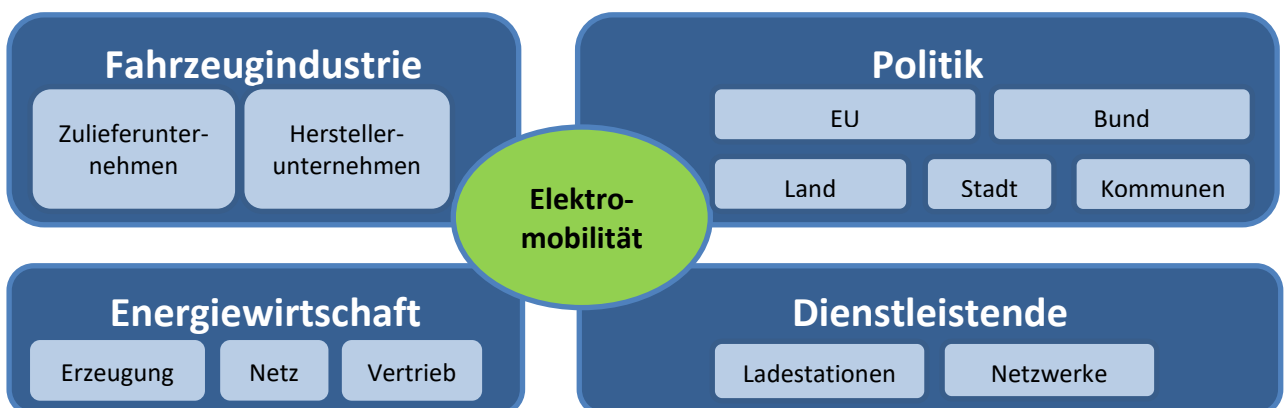 Fahrzeugindustrie
Zulieferunter-
nehmen
Hersteller-
unternehmen
Politik
EU
Bund
Land
Stadt
Kommunen
Elektro-
mobilität
Energiewirtschaft
Erzeugung
Netz
Vertrieb
Dienstleistende
Ladestationen
Netzwerke